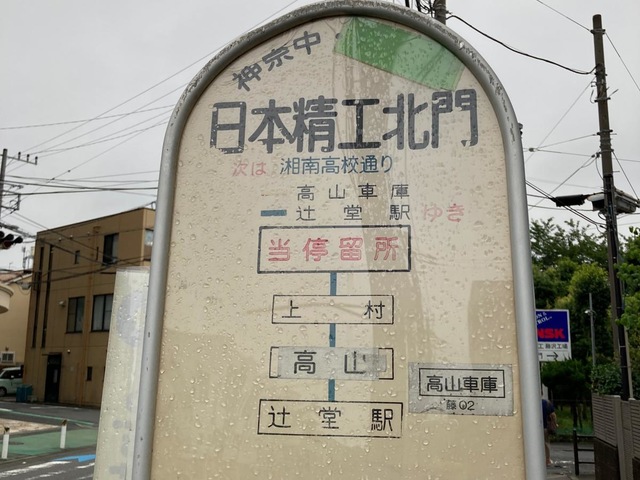 神奈中
日本精工北門
次は 湘南高校通り
高山車庫
辻堂駅 ゆき
当停留所
上村
高山
辻堂駅
高山車庫
藤02
NSK